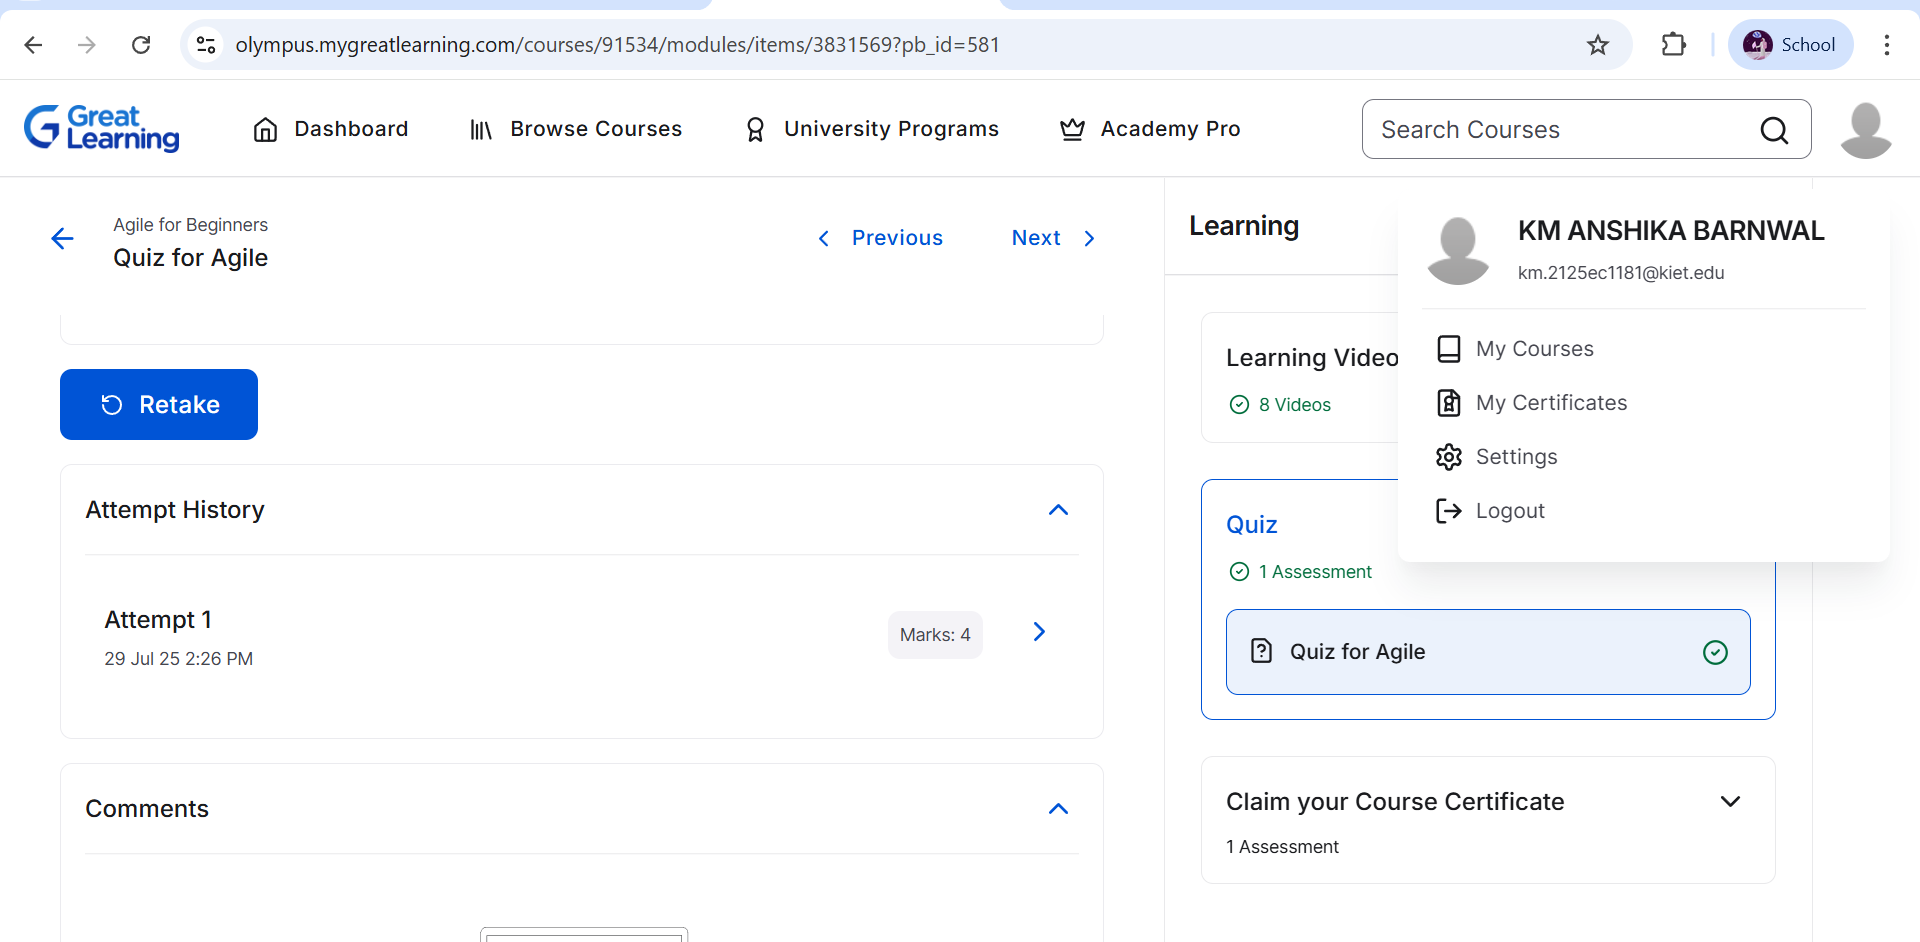 olympus.mygreatlearning.com/courses/91534/modules/items/3831569?pb_id=581
School
Great Learning
Dashboard
Browse Courses
University Programs
Academy Pro
Search Courses
Agile for Beginners
Quiz for Agile
Previous
Next
Retake
Attempt History
Attempt 1
29 Jul 25 2:26 PM
Marks: 4
Comments
Learning
Learning Video
8 Videos
Quiz
1 Assessment
Quiz for Agile
Claim your Course Certificate
1 Assessment
KM ANSHIKA BARNWAL
km.2125ec1181@kiet.edu
My Courses
My Certificates
Settings
Logout